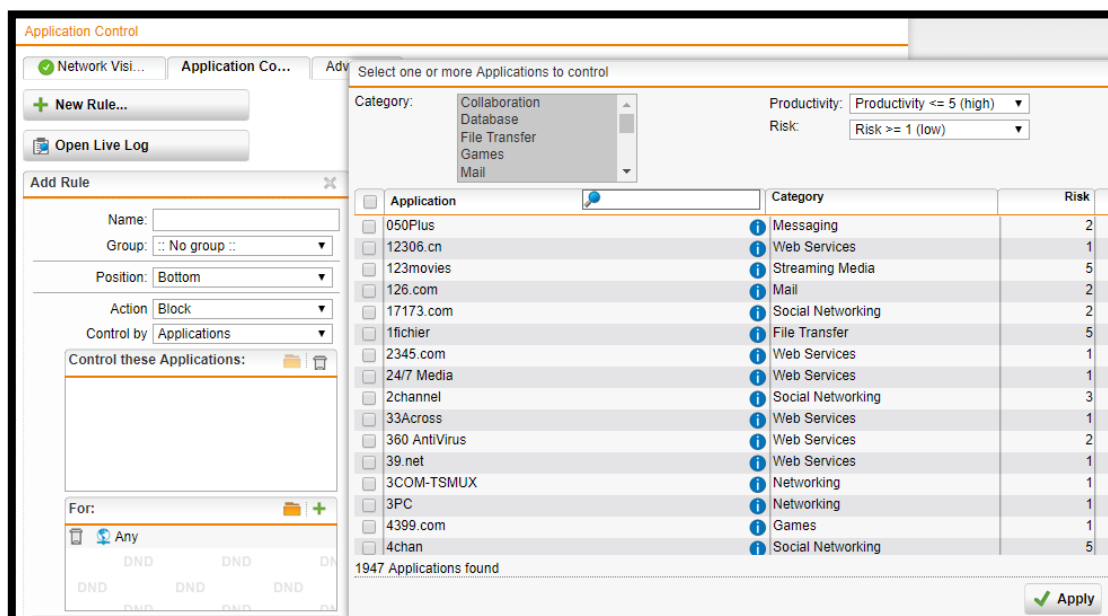 Application Control
Network Visi...
Application Co...
Adv
New Rule...
Open Live Log
Add Rule
Name:
Group: :: No group ::
Position: Bottom
Action Block
Control by Applications
Control these Applications:
For:
Any
DND DND DN
DND DND DND
DND DND DN
Select one or more Applications to control
Category:
Collaboration
Database
File Transfer
Games
Mail
Productivity: Productivity <= 5 (high)
Risk: Risk >= 1 (low)
Application Category Risk
050Plus Messaging 2
12306.cn Web Services 1
123movies Streaming Media 5
126.com Mail 2
17173.com Social Networking 2
1fichier File Transfer 5
2345.com Web Services 1
24/7 Media Web Services 1
2channel Social Networking 3
33Across Web Services 1
360 AntiVirus Web Services 2
39.net Web Services 1
3COM-TSMUX Networking 1
3PC Networking 1
4399.com Games 1
4chan Social Networking 5
1947 Applications found
Apply